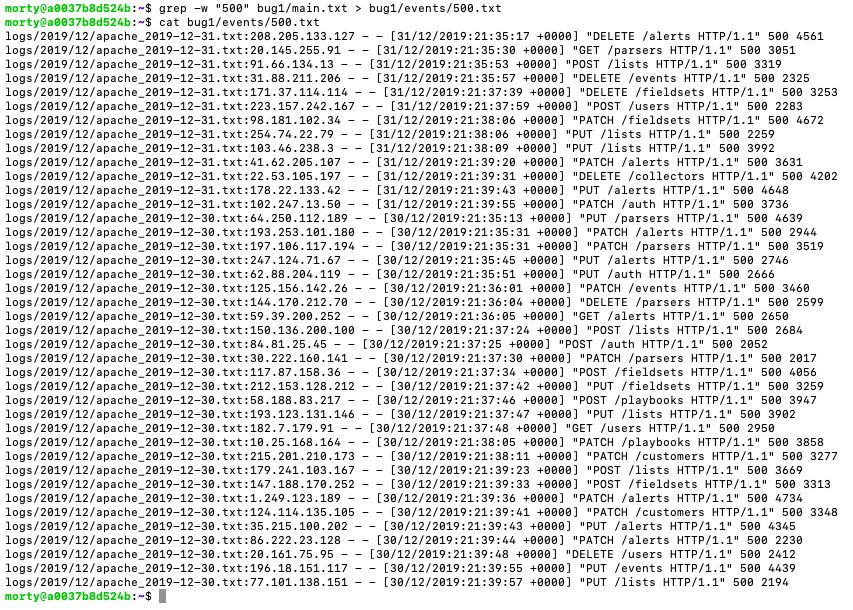 morty@a0037b8d524b:~$ grep -w "500" bug1/main.txt > bug1/events/500.txt
morty@a0037b8d524b:~$ cat bug1/events/500.txt
logs/2019/12/apache_2019-12-31.txt:208.205.133.127 - - [31/12/2019:21:35:17 +0000] "DELETE /alerts HTTP/1.1" 500 4561
logs/2019/12/apache_2019-12-31.txt:20.145.255.91 - - [31/12/2019:21:35:30 +0000] "GET /parsers HTTP/1.1" 500 3051
logs/2019/12/apache_2019-12-31.txt:91.66.134.13 - - [31/12/2019:21:35:53 +0000] "POST /lists HTTP/1.1" 500 3319
logs/2019/12/apache_2019-12-31.txt:31.88.211.206 - - [31/12/2019:21:35:57 +0000] "DELETE /events HTTP/1.1" 500 2325
logs/2019/12/apache_2019-12-31.txt:171.37.114.114 - - [31/12/2019:21:37:39 +0000] "DELETE /fieldsets HTTP/1.1" 500 3253
logs/2019/12/apache_2019-12-31.txt:223.157.242.167 - - [31/12/2019:21:37:59 +0000] "POST /users HTTP/1.1" 500 2283
logs/2019/12/apache_2019-12-31.txt:98.181.102.34 - - [31/12/2019:21:38:06 +0000] "PATCH /fieldsets HTTP/1.1" 500 4672
logs/2019/12/apache_2019-12-31.txt:254.74.22.79 - - [31/12/2019:21:38:06 +0000] "PUT /lists HTTP/1.1" 500 2259
logs/2019/12/apache_2019-12-31.txt:103.46.238.3 - - [31/12/2019:21:38:09 +0000] "PUT /lists HTTP/1.1" 500 3992
logs/2019/12/apache_2019-12-31.txt:41.62.205.107 - - [31/12/2019:21:39:20 +0000] "PATCH /alerts HTTP/1.1" 500 3631
logs/2019/12/apache_2019-12-31.txt:22.53.105.197 - - [31/12/2019:21:39:31 +0000] "DELETE /collectors HTTP/1.1" 500 4202
logs/2019/12/apache_2019-12-31.txt:178.22.133.42 - - [31/12/2019:21:39:43 +0000] "PUT /alerts HTTP/1.1" 500 4648
logs/2019/12/apache_2019-12-31.txt:102.247.13.50 - - [31/12/2019:21:39:55 +0000] "PATCH /auth HTTP/1.1" 500 3736
logs/2019/12/apache_2019-12-30.txt:64.250.112.189 - - [30/12/2019:21:35:13 +0000] "PUT /parsers HTTP/1.1" 500 4639
logs/2019/12/apache_2019-12-30.txt:193.253.101.180 - - [30/12/2019:21:35:31 +0000] "PATCH /alerts HTTP/1.1" 500 2944
logs/2019/12/apache_2019-12-30.txt:197.106.117.194 - - [30/12/2019:21:35:31 +0000] "PATCH /parsers HTTP/1.1" 500 3519
logs/2019/12/apache_2019-12-30.txt:247.124.71.67 - - [30/12/2019:21:35:45 +0000] "PUT /alerts HTTP/1.1" 500 2746
logs/2019/12/apache_2019-12-30.txt:62.88.204.119 - - [30/12/2019:21:35:51 +0000] "PUT /auth HTTP/1.1" 500 2666
logs/2019/12/apache_2019-12-30.txt:125.156.142.26 - - [30/12/2019:21:36:01 +0000] "PATCH /events HTTP/1.1" 500 3460
logs/2019/12/apache_2019-12-30.txt:144.170.212.70 - - [30/12/2019:21:36:04 +0000] "DELETE /parsers HTTP/1.1" 500 2599
logs/2019/12/apache_2019-12-30.txt:59.39.200.252 - - [30/12/2019:21:36:05 +0000] "GET /alerts HTTP/1.1" 500 2650
logs/2019/12/apache_2019-12-30.txt:150.136.200.100 - - [30/12/2019:21:37:24 +0000] "POST /lists HTTP/1.1" 500 2684
logs/2019/12/apache_2019-12-30.txt:84.81.25.45 - - [30/12/2019:21:37:25 +0000] "POST /auth HTTP/1.1" 500 2052
logs/2019/12/apache_2019-12-30.txt:30.222.160.141 - - [30/12/2019:21:37:30 +0000] "PATCH /parsers HTTP/1.1" 500 2017
logs/2019/12/apache_2019-12-30.txt:117.87.158.36 - - [30/12/2019:21:37:34 +0000] "POST /fieldsets HTTP/1.1" 500 4056
logs/2019/12/apache_2019-12-30.txt:212.153.128.212 - - [30/12/2019:21:37:42 +0000] "PUT /fieldsets HTTP/1.1" 500 3259
logs/2019/12/apache_2019-12-30.txt:58.188.83.217 - - [30/12/2019:21:37:46 +0000] "POST /playbooks HTTP/1.1" 500 3947
logs/2019/12/apache_2019-12-30.txt:193.123.131.146 - - [30/12/2019:21:37:47 +0000] "PUT /lists HTTP/1.1" 500 3902
logs/2019/12/apache_2019-12-30.txt:182.7.179.91 - - [30/12/2019:21:37:48 +0000] "GET /users HTTP/1.1" 500 2950
logs/2019/12/apache_2019-12-30.txt:10.25.168.164 - - [30/12/2019:21:38:05 +0000] "PATCH /playbooks HTTP/1.1" 500 3858
logs/2019/12/apache_2019-12-30.txt:215.201.210.173 - - [30/12/2019:21:38:11 +0000] "PATCH /customers HTTP/1.1" 500 3277
logs/2019/12/apache_2019-12-30.txt:179.241.103.167 - - [30/12/2019:21:39:23 +0000] "POST /lists HTTP/1.1" 500 3669
logs/2019/12/apache_2019-12-30.txt:147.188.170.252 - - [30/12/2019:21:39:33 +0000] "POST /fieldsets HTTP/1.1" 500 3313
logs/2019/12/apache_2019-12-30.txt:1.249.123.189 - - [30/12/2019:21:39:36 +0000] "PATCH /alerts HTTP/1.1" 500 4734
logs/2019/12/apache_2019-12-30.txt:124.114.135.105 - - [30/12/2019:21:39:41 +0000] "PATCH /customers HTTP/1.1" 500 3348
logs/2019/12/apache_2019-12-30.txt:35.215.100.202 - - [30/12/2019:21:39:43 +0000] "PUT /alerts HTTP/1.1" 500 4345
logs/2019/12/apache_2019-12-30.txt:86.222.23.128 - - [30/12/2019:21:39:44 +0000] "PATCH /alerts HTTP/1.1" 500 2230
logs/2019/12/apache_2019-12-30.txt:20.161.75.95 - - [30/12/2019:21:39:48 +0000] "DELETE /users HTTP/1.1" 500 2412
logs/2019/12/apache_2019-12-30.txt:196.18.151.117 - - [30/12/2019:21:39:55 +0000] "PUT /events HTTP/1.1" 500 4439
logs/2019/12/apache_2019-12-30.txt:77.101.138.151 - - [30/12/2019:21:39:57 +0000] "PUT /lists HTTP/1.1" 500 2194
morty@a0037b8d524b:~$